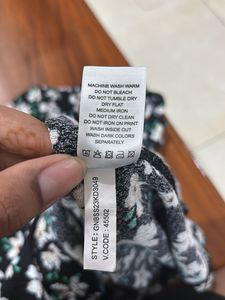 MACHINE WASH WARM
DO NOT BLEACH
DO NOT TUMBLE DRY
DRY FLAT
MEDIUM IRON
DO NOT DRY CLEAN
DO NOT IRON ON PRINT
WASH INSIDE OUT
WASH DARK COLORS
SEPARATELY
STYLE : GNBSS23KD3049
V.CODE : 45502